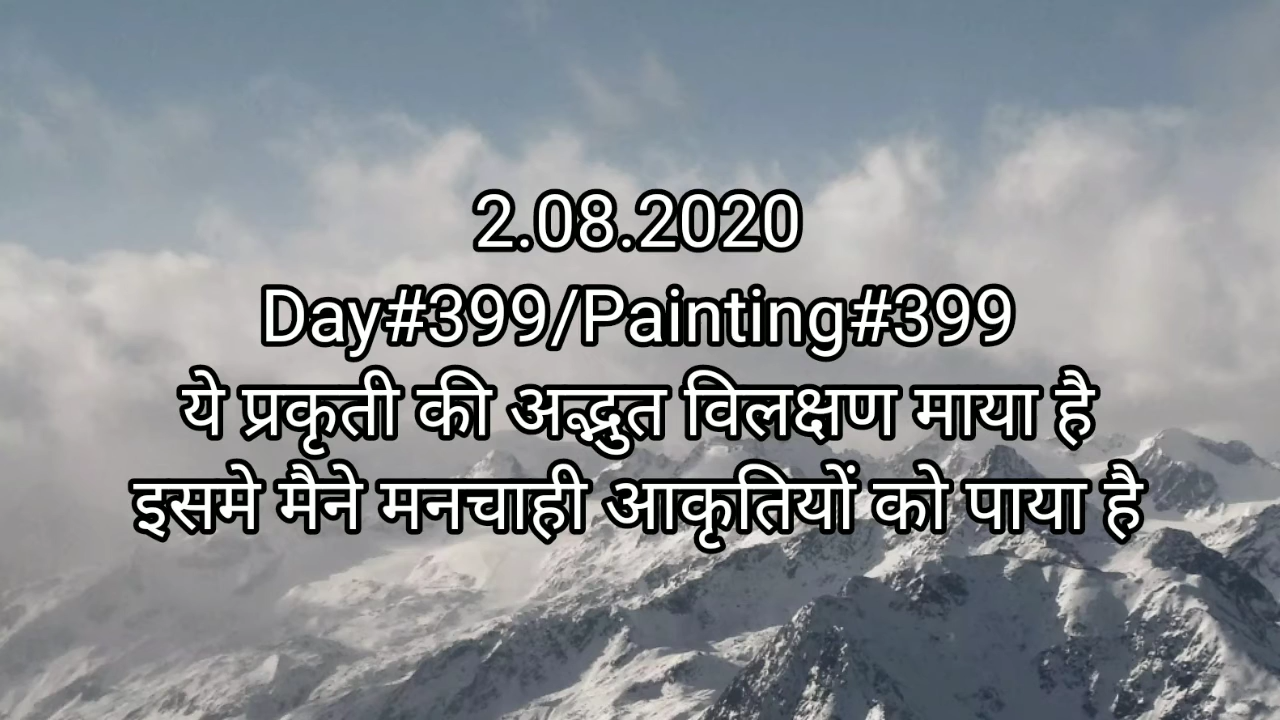 2.08.2020
Day#399/Painting#399
ये प्रकृती की अद्भुत विलक्षण माया है
इसमे मैने मनचाही आकृतियों को पाया है